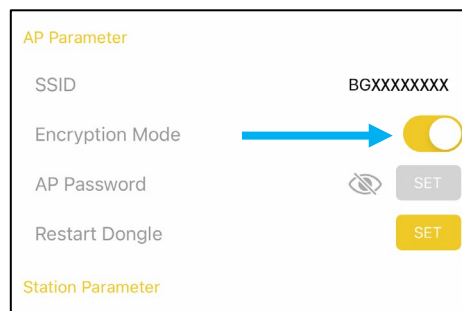 AP Parameter
SSID BGXXXXXXXX
Encryption Mode
AP Password SET
Restart Dongle SET
Station Parameter